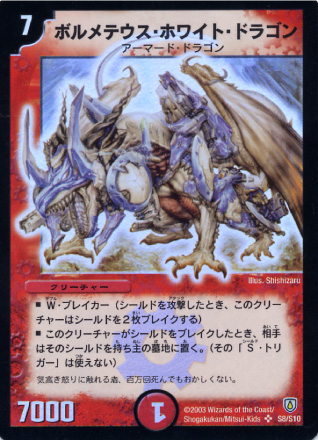 7
ボルメテウス・ホワイト・ドラゴン
アーマード・ドラゴン
Illus. Shishizaru
クリーチャー
■ W・ブレイカー（シールドを攻撃したとき、このクリー
チャーはシールドを2枚ブレイクする）
■ このクリーチャーがシールドをブレイクしたとき、相手
はそのシールドを持ち主の墓地に置く。（その「S・トリ
ガー」は使えない）
気高き怒りに触れる者、百万回死んでもおかしくない。
7000
1
©2003 Wizards of the Coast/
Shogakukan/Mitsui-Kids
S8/S10